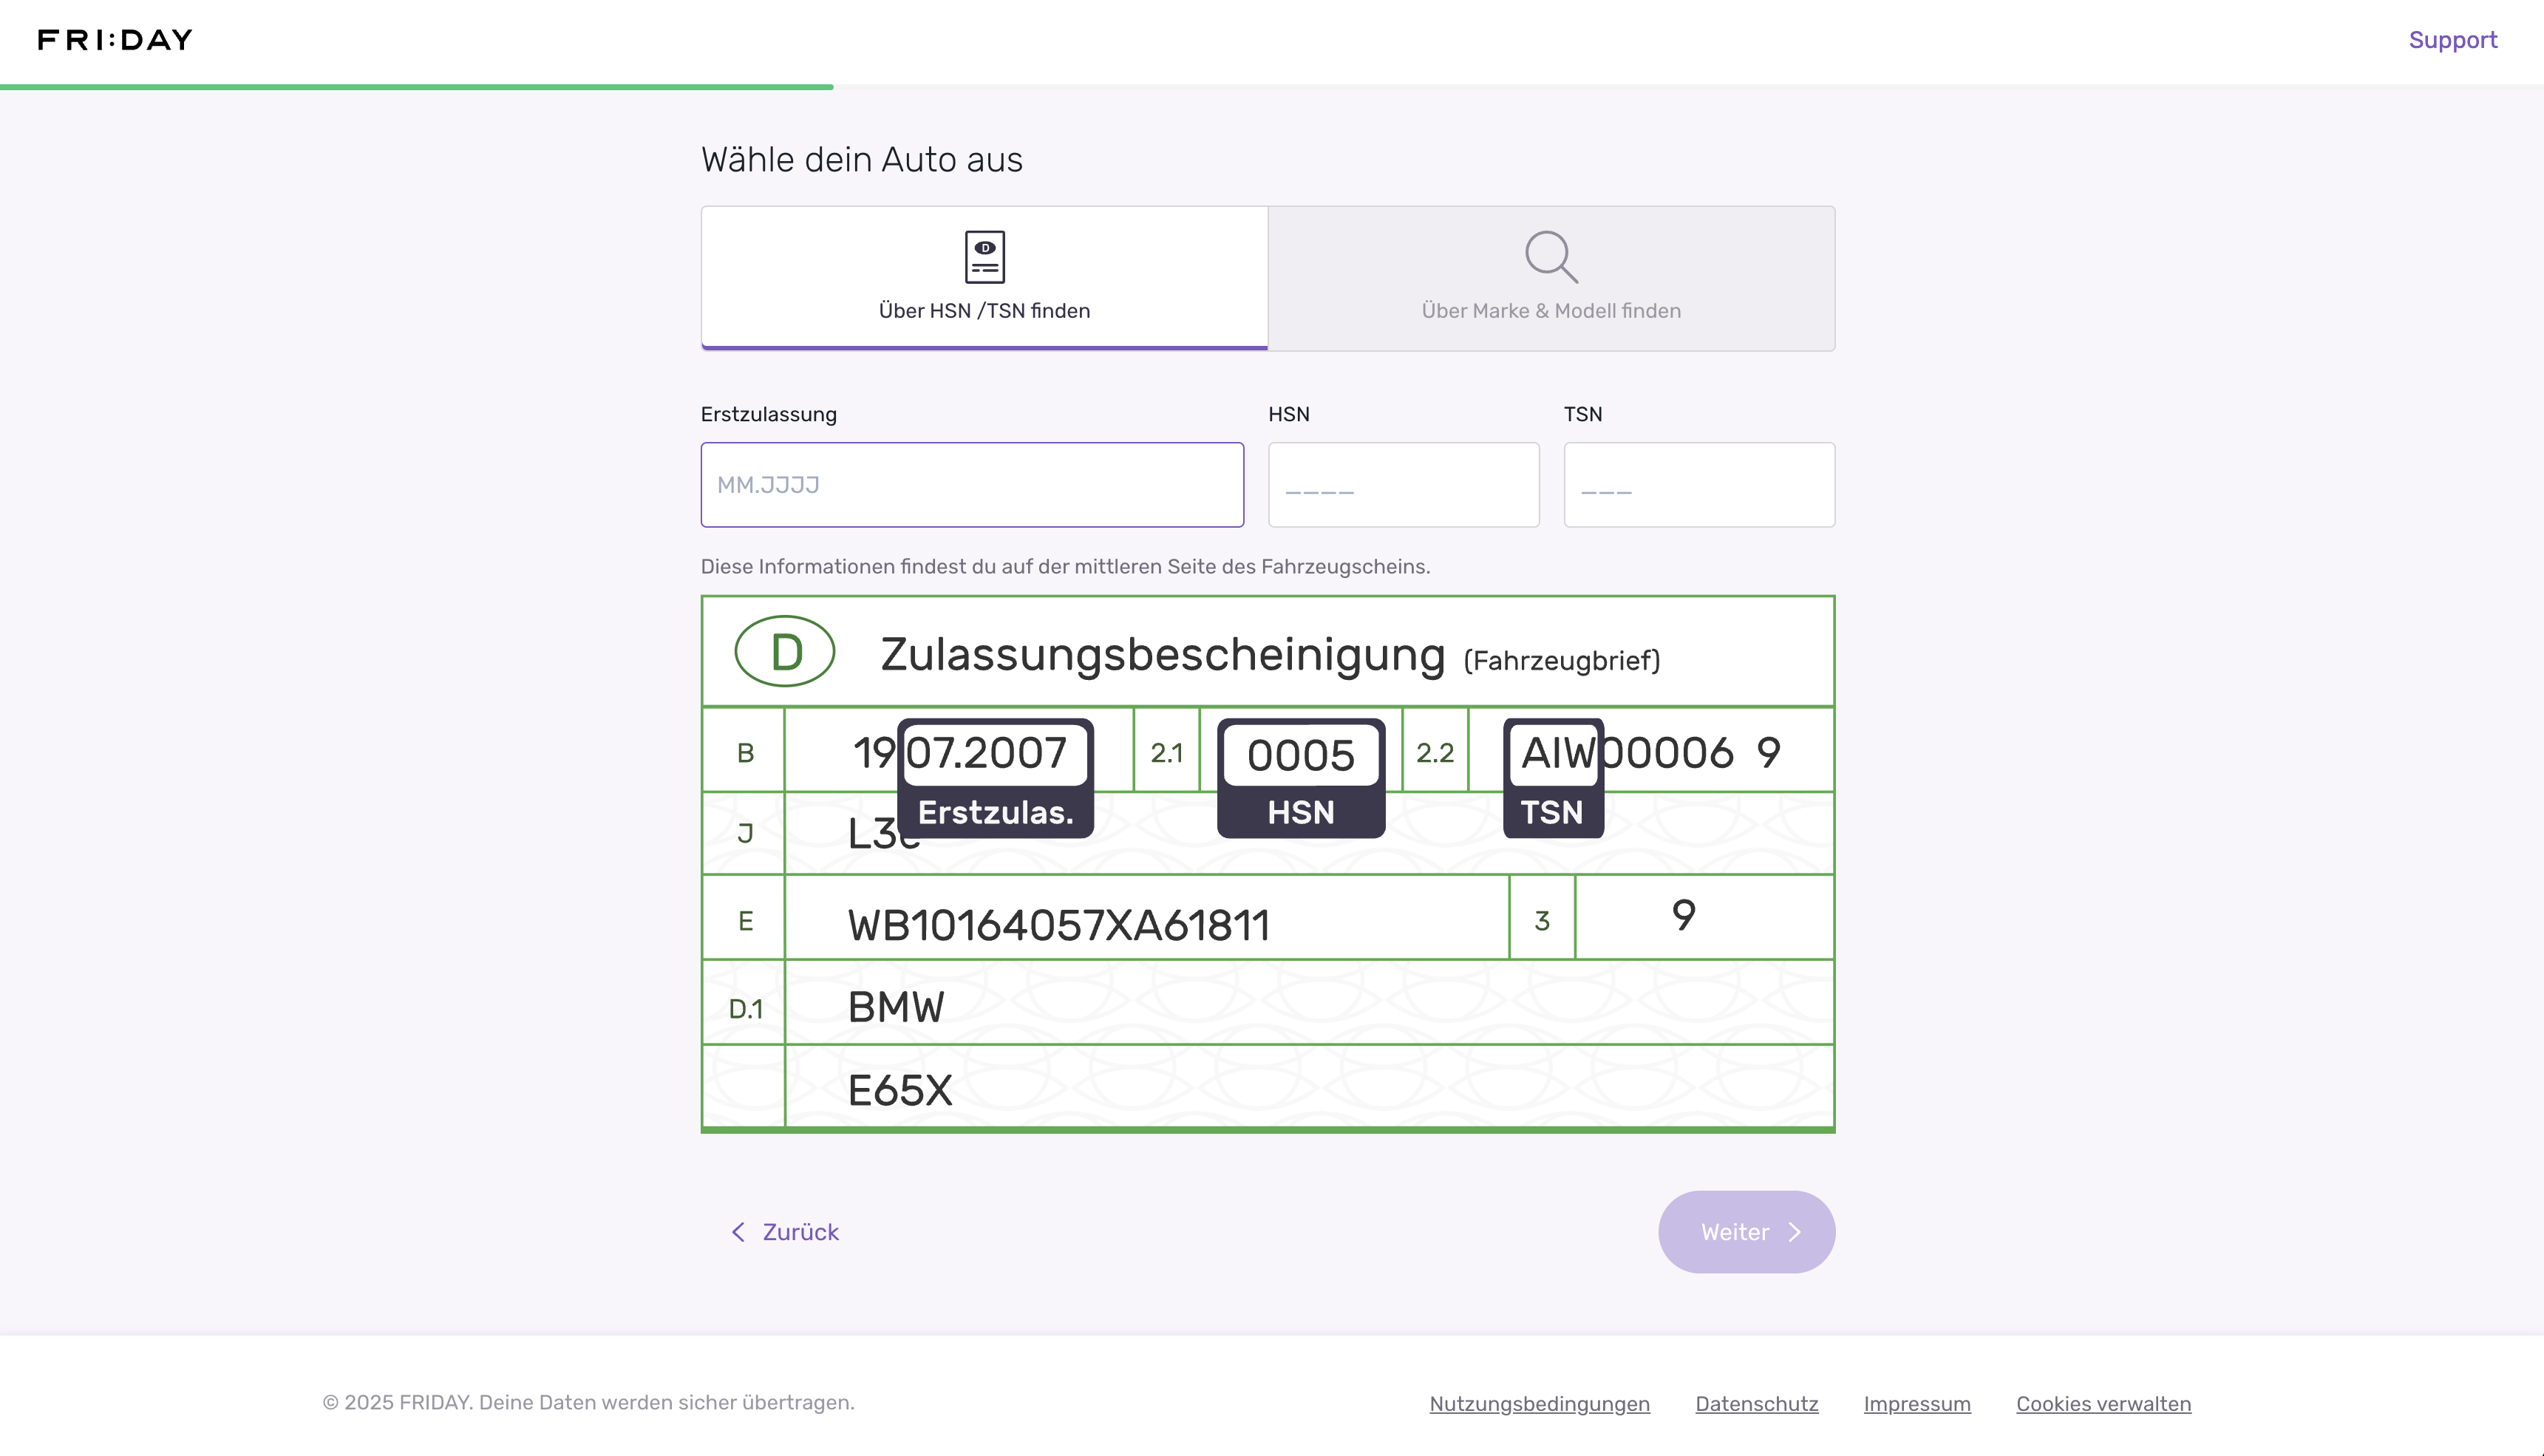 FRI:DAY
Support
Wähle dein Auto aus
Über HSN /TSN finden
Über Marke & Modell finden
Erstzulassung HSN TSN
MM.JJJJ ____ ___
Diese Informationen findest du auf der mittleren Seite des Fahrzeugscheins.
D Zulassungsbescheinigung (Fahrzeugbrief)
B 19 07.2007 2.1 0005 2.2 AIW00006 9
Erstzulas. HSN TSN
J L3e
E WB10164057XA61811 3 9
D.1 BMW
E65X
Zurück
Weiter
© 2025 FRIDAY. Deine Daten werden sicher übertragen.
Nutzungsbedingungen Datenschutz Impressum Cookies verwalten